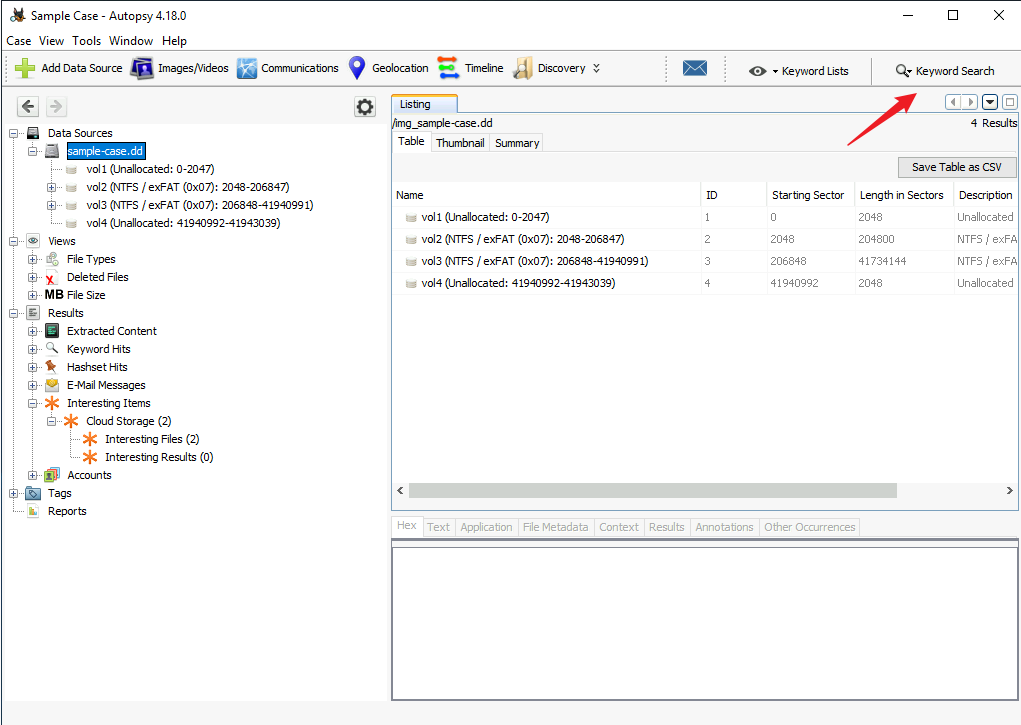 Sample Case - Autopsy 4.18.0
Case View Tools Window Help
Add Data Source Images/Videos Communications Geolocation Timeline Discovery Keyword Lists Keyword Search
Listing
/img_sample-case.dd 4 Results
Table Thumbnail Summary
Save Table as CSV
Data Sources
sample-case.dd
vol1 (Unallocated: 0-2047)
vol2 (NTFS / exFAT (0x07): 2048-206847)
vol3 (NTFS / exFAT (0x07): 206848-41940991)
vol4 (Unallocated: 41940992-41943039)
Views
File Types
Deleted Files
MB File Size
Results
Extracted Content
Keyword Hits
Hashset Hits
E-Mail Messages
Interesting Items
Cloud Storage (2)
Interesting Files (2)
Interesting Results (0)
Accounts
Tags
Reports
Name ID Starting Sector Length in Sectors Description
vol1 (Unallocated: 0-2047) 1 0 2048 Unallocated
vol2 (NTFS / exFAT (0x07): 2048-206847) 2 2048 204800 NTFS / exFA
vol3 (NTFS / exFAT (0x07): 206848-41940991) 3 206848 41734144 NTFS / exFA
vol4 (Unallocated: 41940992-41943039) 4 41940992 2048 Unallocated
Hex Text Application File Metadata Context Results Annotations Other Occurrences